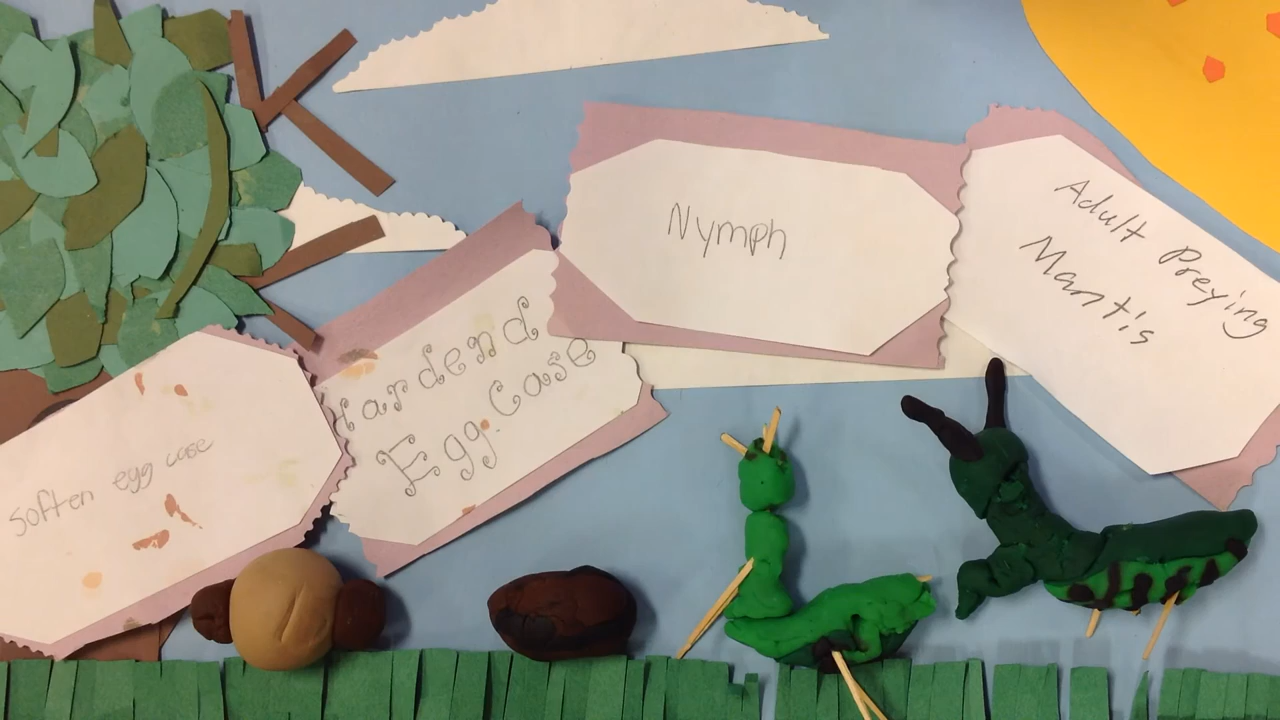 soften egg case
Hardend
Egg.Case
Nymph
Adult Preying
Mantis